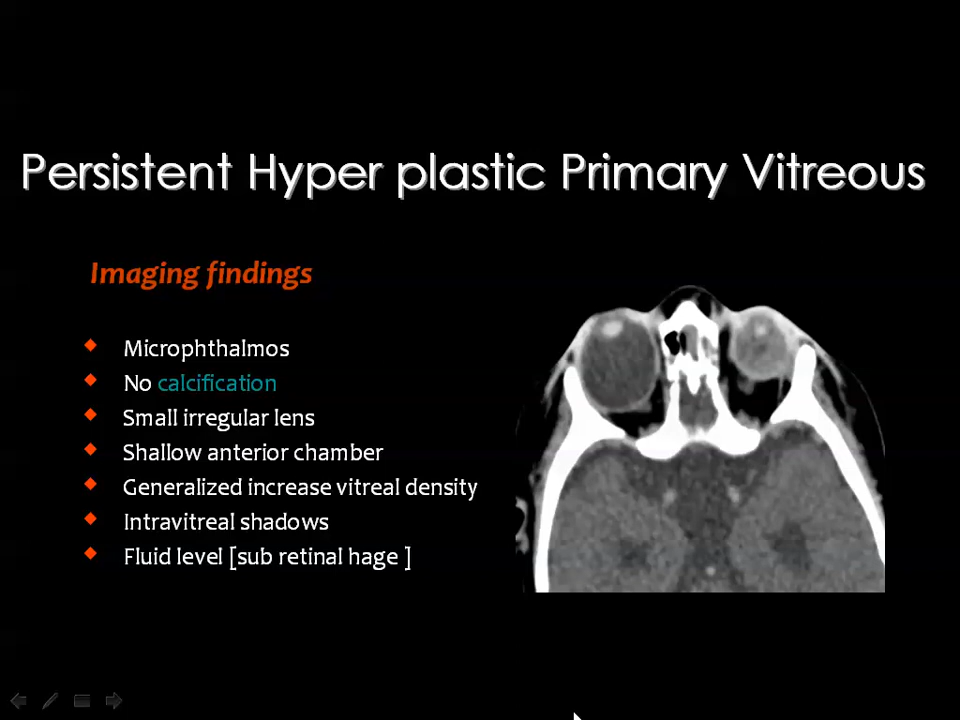 Persistent Hyper plastic Primary Vitreous
Imaging findings
Microphthalmos
No calcification
Small irregular lens
Shallow anterior chamber
Generalized increase vitreal density
Intravitreal shadows
Fluid level [sub retinal hage ]